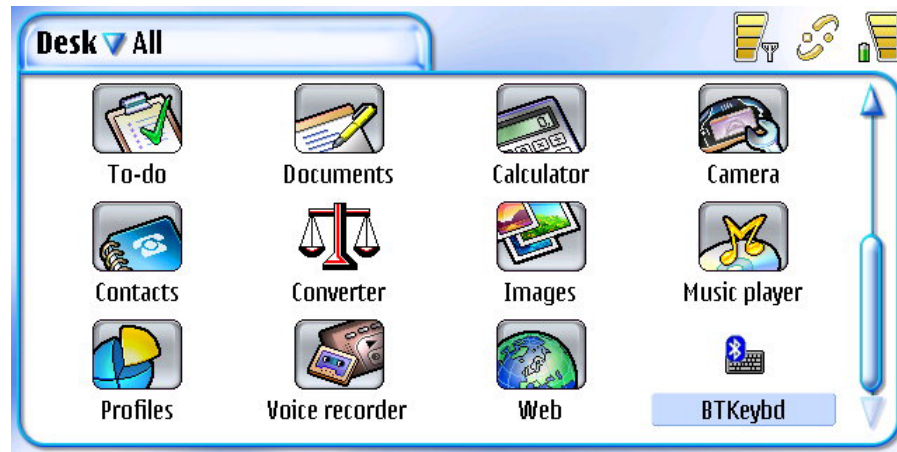 Desk All
To-do Documents Calculator Camera
Contacts Converter Images Music player
Profiles Voice recorder Web BTKeybd